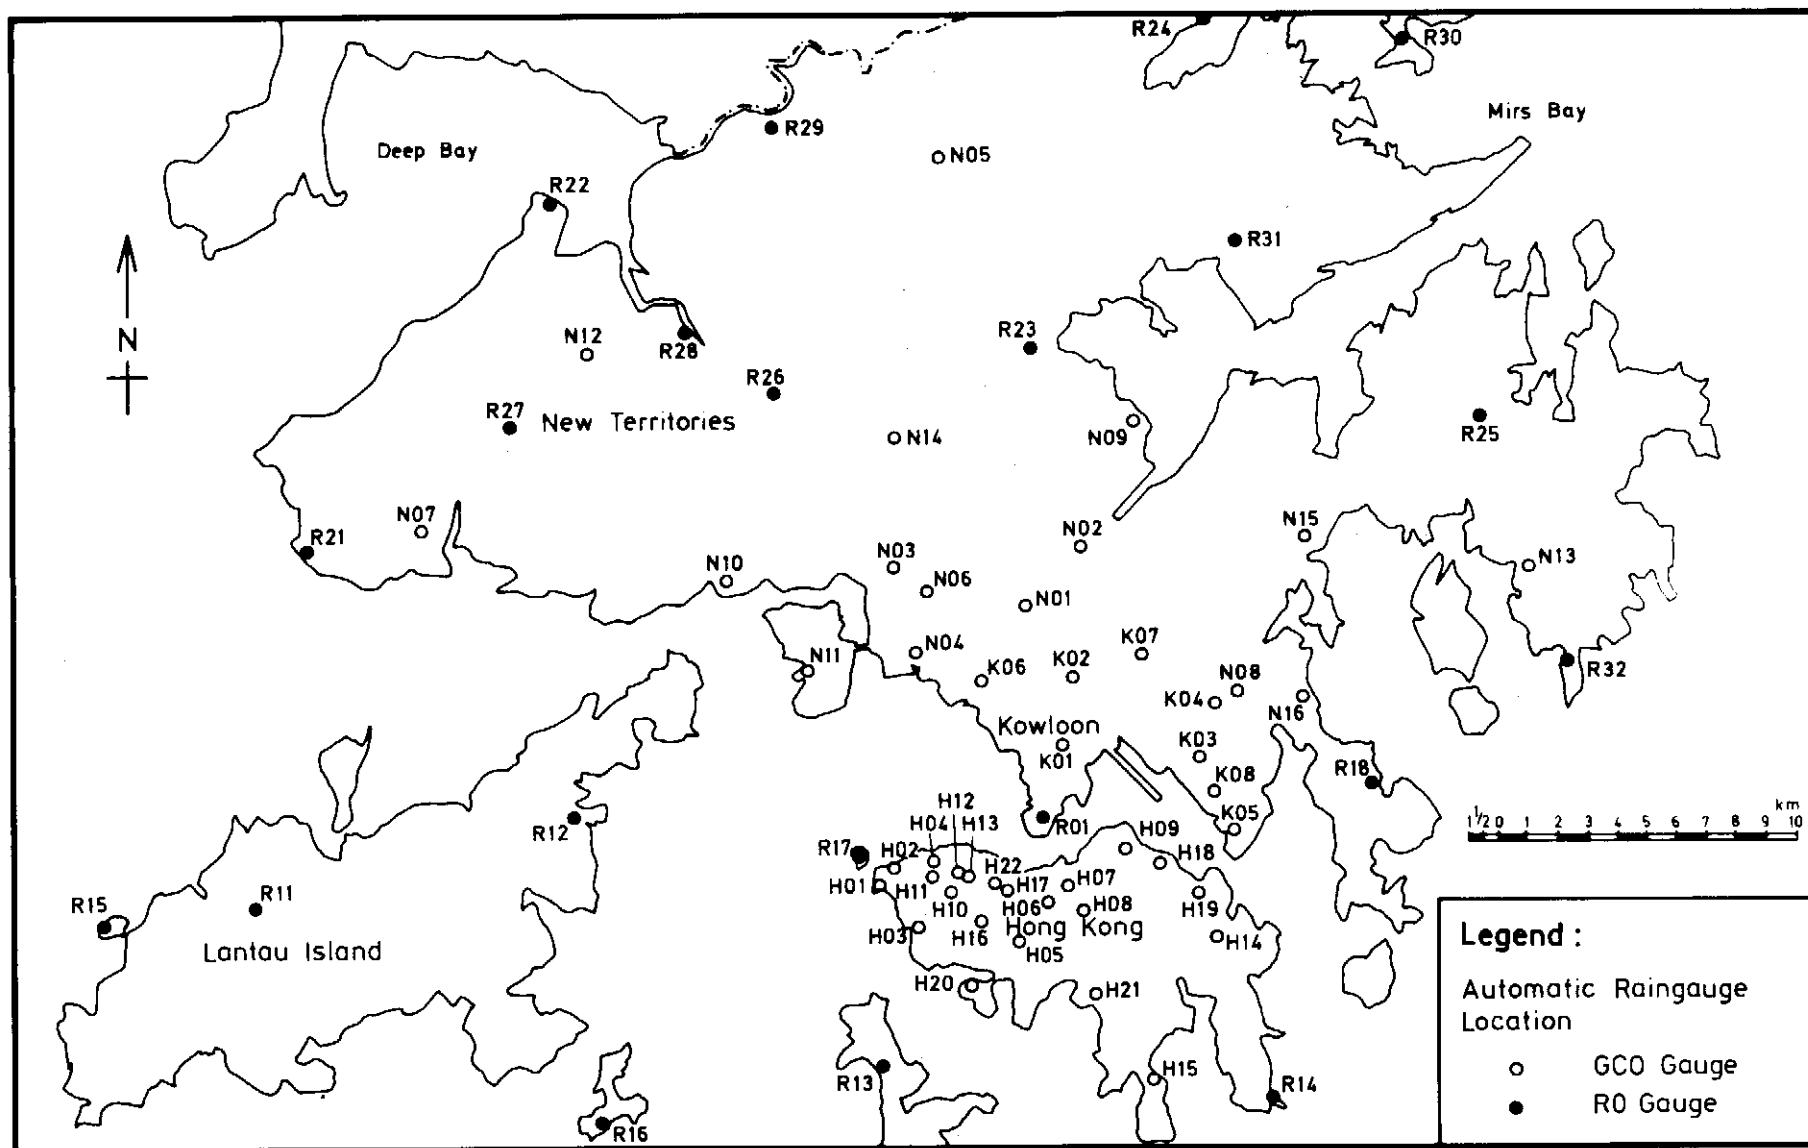 R24
R30
Mirs Bay
R29
Deep Bay
N05
R22
R31
N
N12
R28
R23
R26
R27
New Territories
N14
N09
R25
N07
R21
N10
N03
N06
N02
N15
N13
N01
N11
N04
K06
K02
K07
N08
K04
N16
R32
Kowloon
K01
K03
K08
R18
K05
km
1 1/2 0 1 2 3 4 5 6 7 8 9 10
R12
H12
H04
H13
R01
H09
R17
H02
H18
H22
H01
H11
H17
H07
H10
H06
H08
H19
R15
R11
H03
H16
Hong Kong
H14
H05
Lantau Island
H20
H21
R13
H15
R14
R16
Legend :
Automatic Raingauge
Location
GCO Gauge
RO Gauge